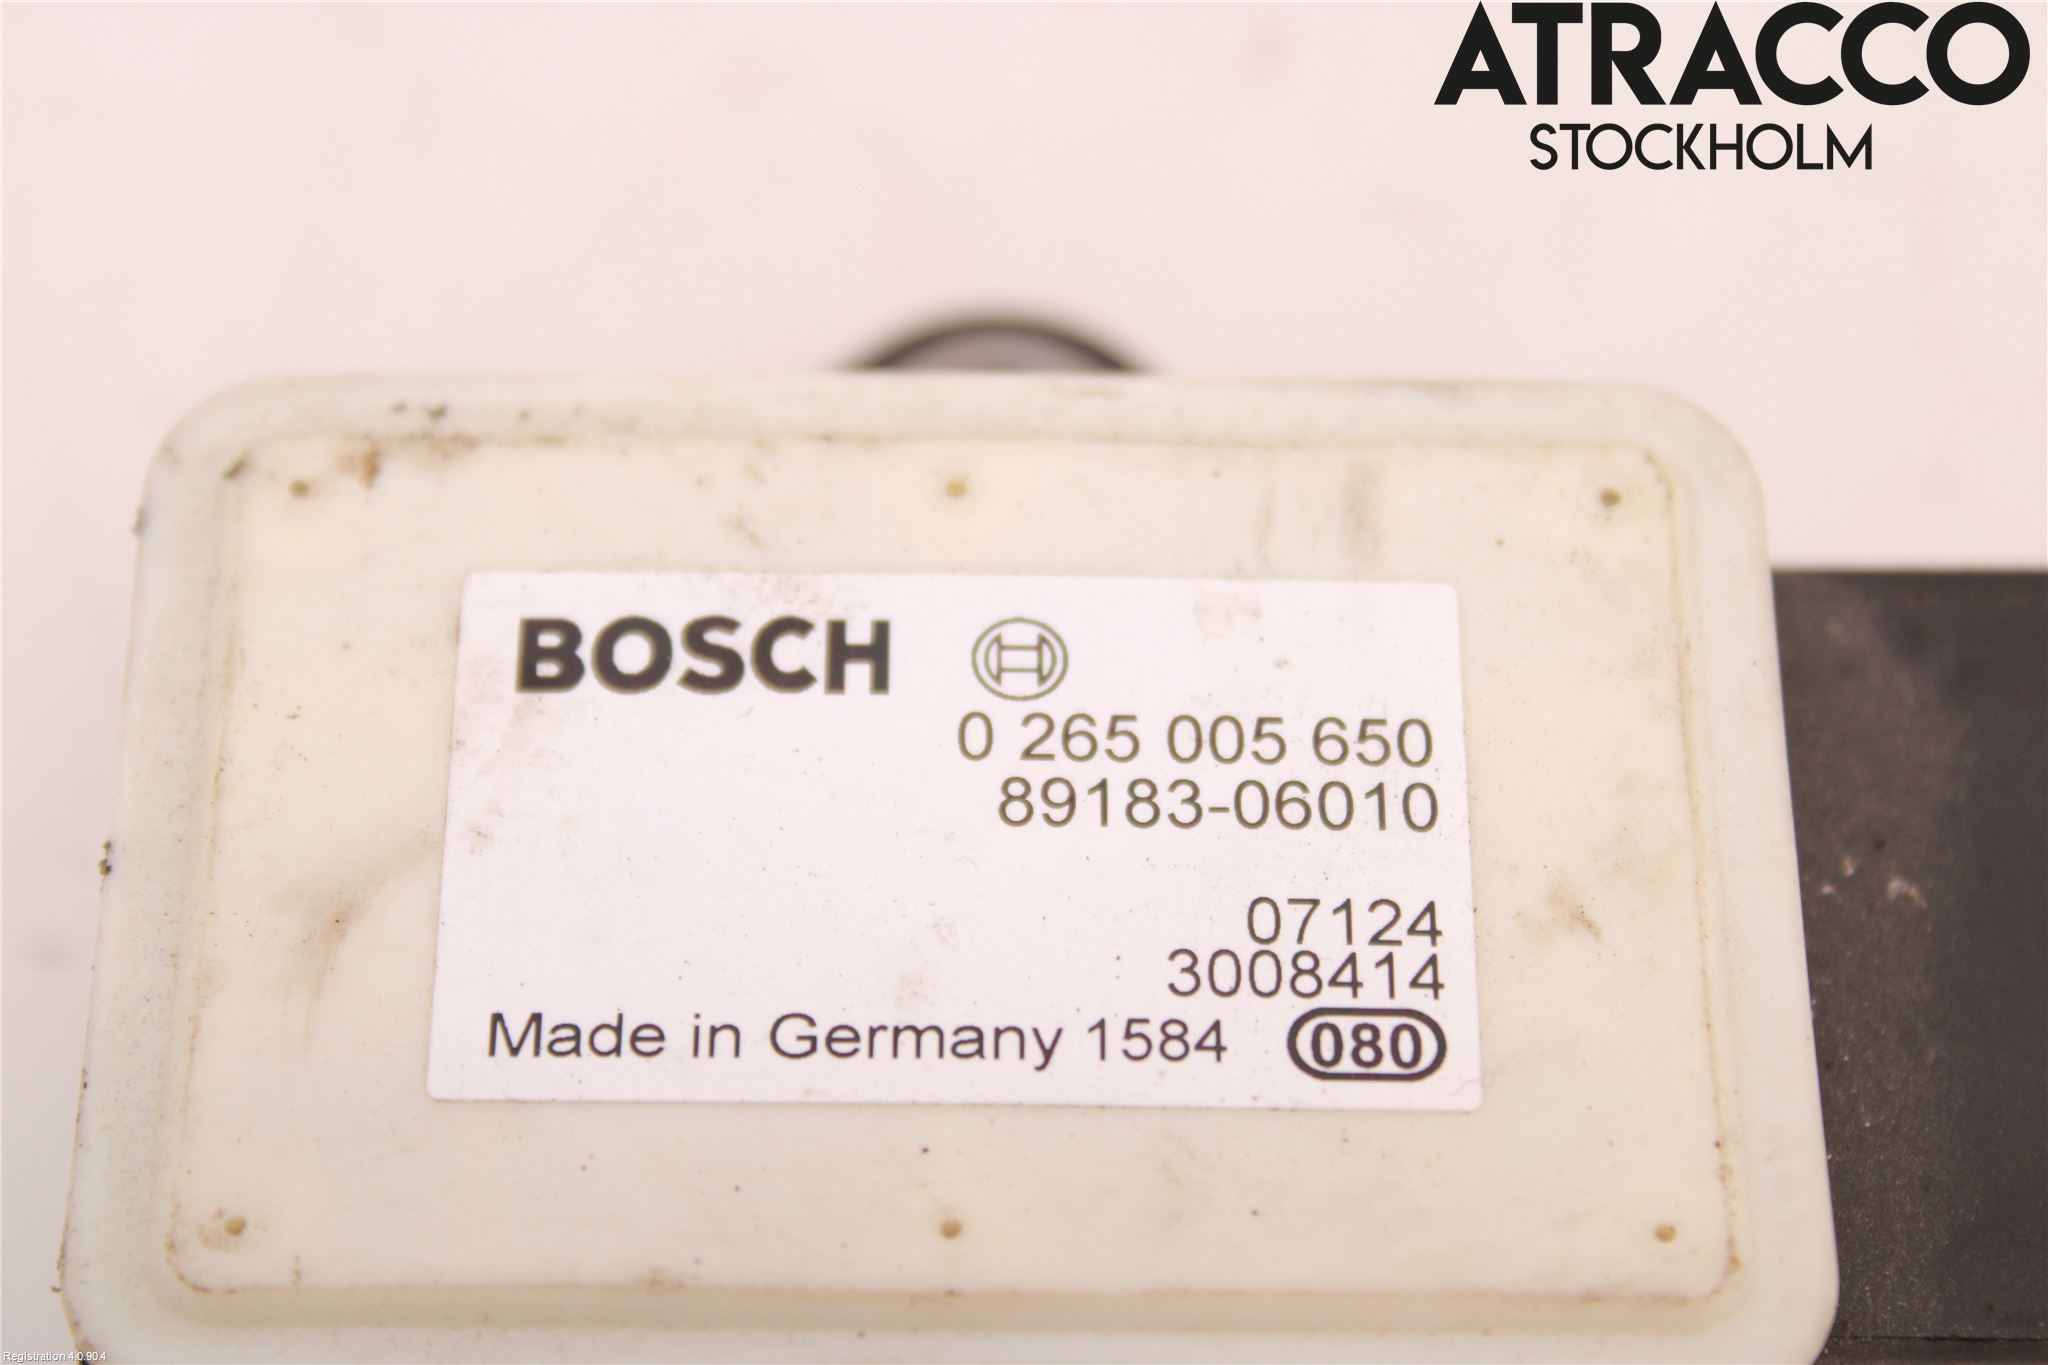 ATRACCO
STOCKHOLM
BOSCH
0 265 005 650
89183-06010
07124
3008414
Made in Germany 1584 080
Registration 4.0.90.4